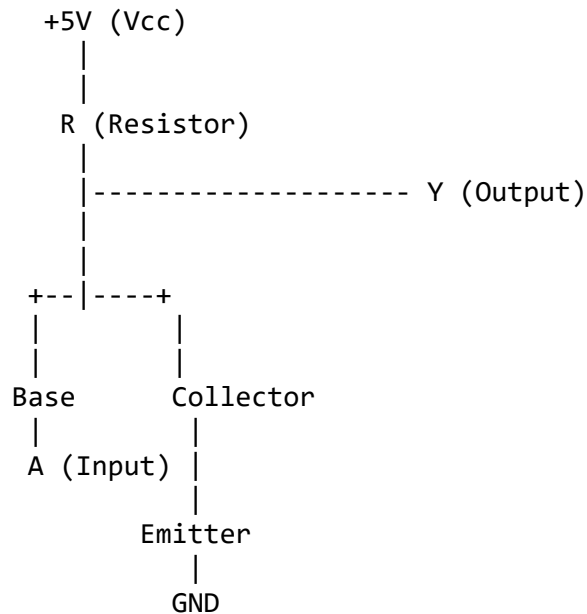 +5V (Vcc)
R (Resistor)
Y (Output)
Base Collector
A (Input)
Emitter
GND